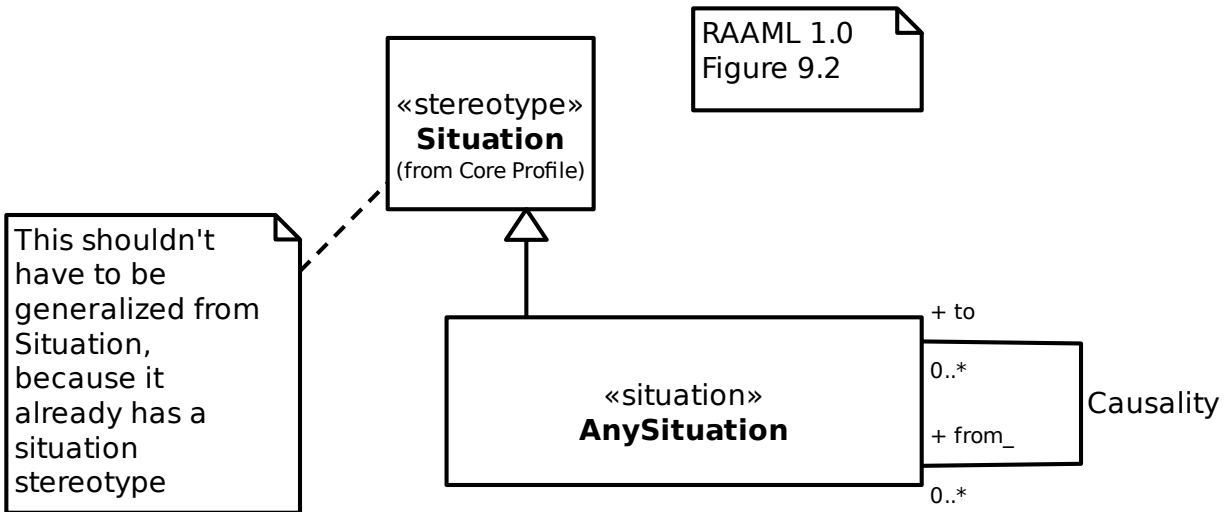 RAAML 1.0
Figure 9.2
«stereotype»
Situation
(from Core Profile)
This shouldn't
have to be
generalized from
Situation,
because it
already has a
situation
stereotype
«situation»
AnySituation
+ to
0..*
Causality
+ from_
0..*